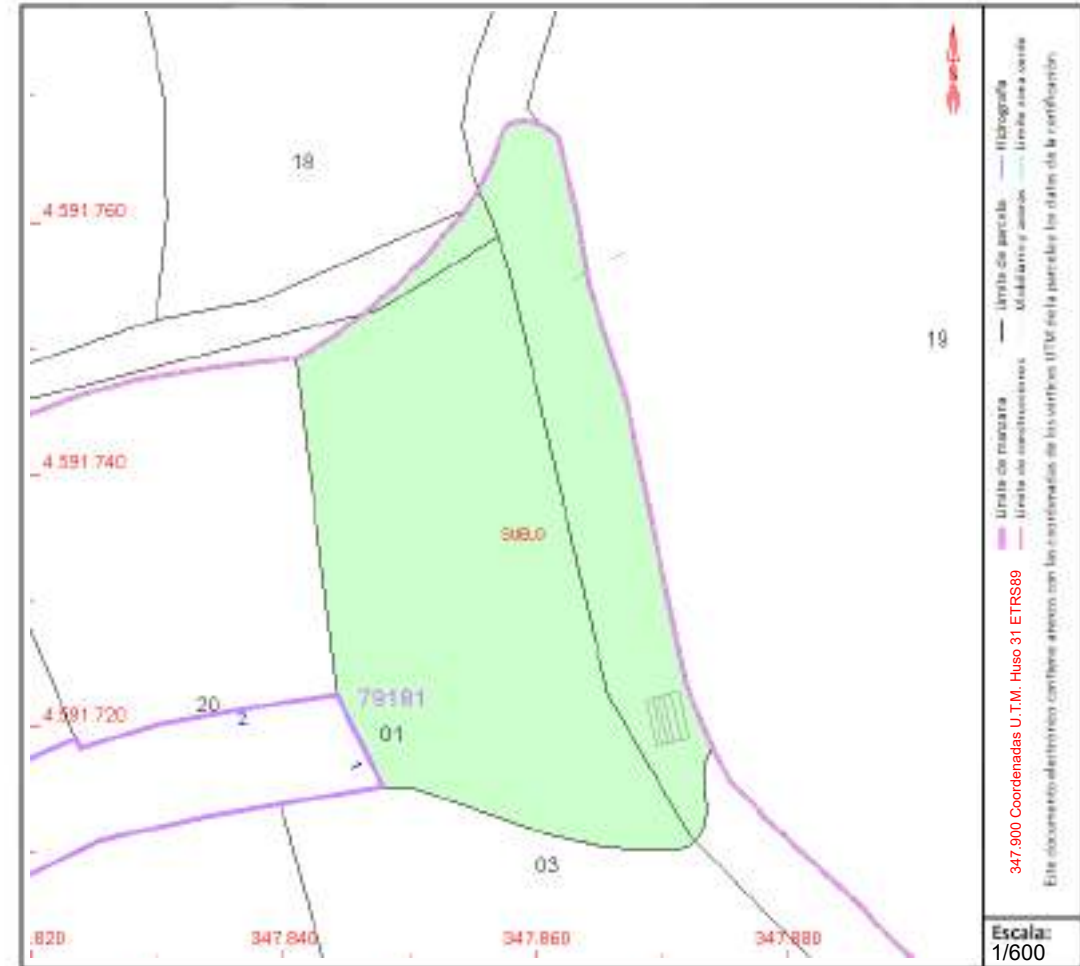 18
4.591.760
19
4.591.740
SUELO
79181
20
2
4.591.720
01
1
03
.820
347.840
347.860
347.880
Límite de manzana
Límite de parcela
Hidrografía
Límite de construcciones
Mobiliario y aceras
Límite zona verde
347.900 Coordenadas U.T.M. Huso 31 ETRS89
Este documento electrónico contiene anexo con las coordenadas de los vértices UTM de la parcela los datos de la certificación
Escala:
1/600